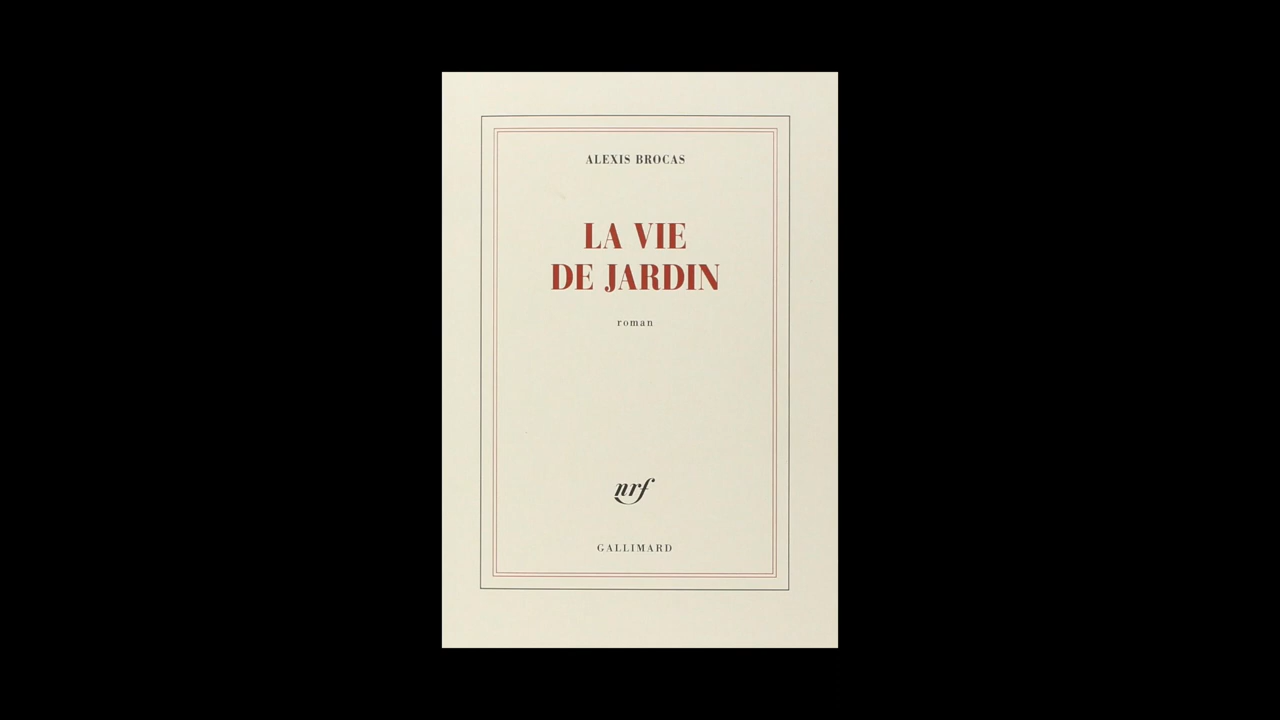 ALEXIS BROCAS
LA VIE
DE JARDIN
roman
nrf
GALLIMARD